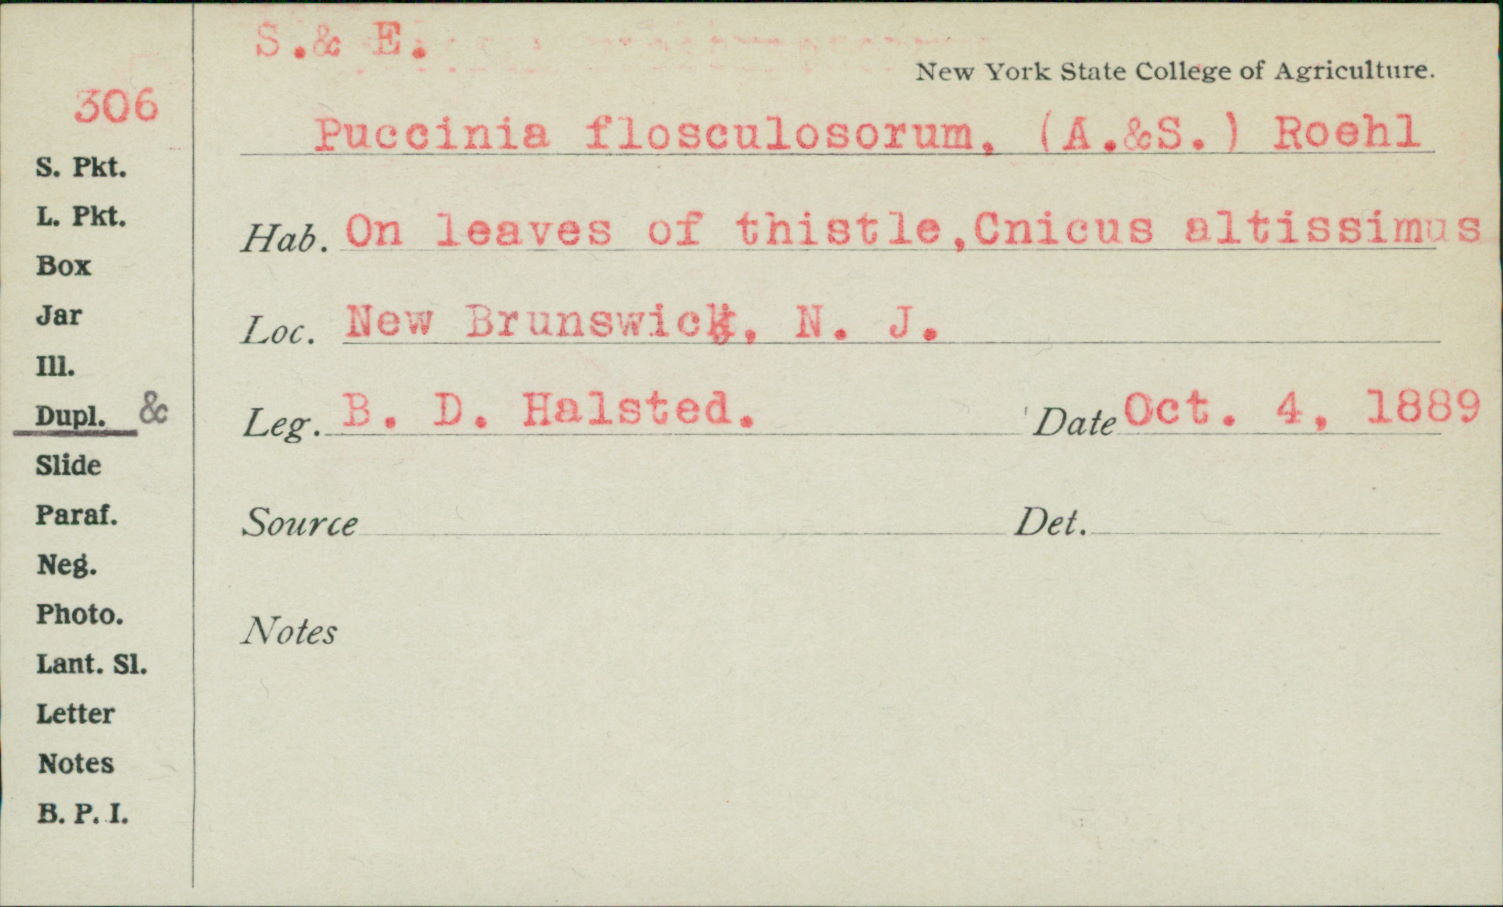 S.& E.
New York State College of Agriculture.
306
Puccinia flosculosorum, (A.&S.) Roehl
S. Pkt.
L. Pkt.
Hab. On leaves of thistle,Cnicus altissimus
Box
Jar
Loc. New Brunswick, N. J.
Ill.
Dupl. &
Leg. B. D. Halsted. Date Oct. 4, 1889
Slide
Paraf.
Source Det.
Neg.
Photo.
Notes
Lant. Sl.
Letter
Notes
B. P. I.